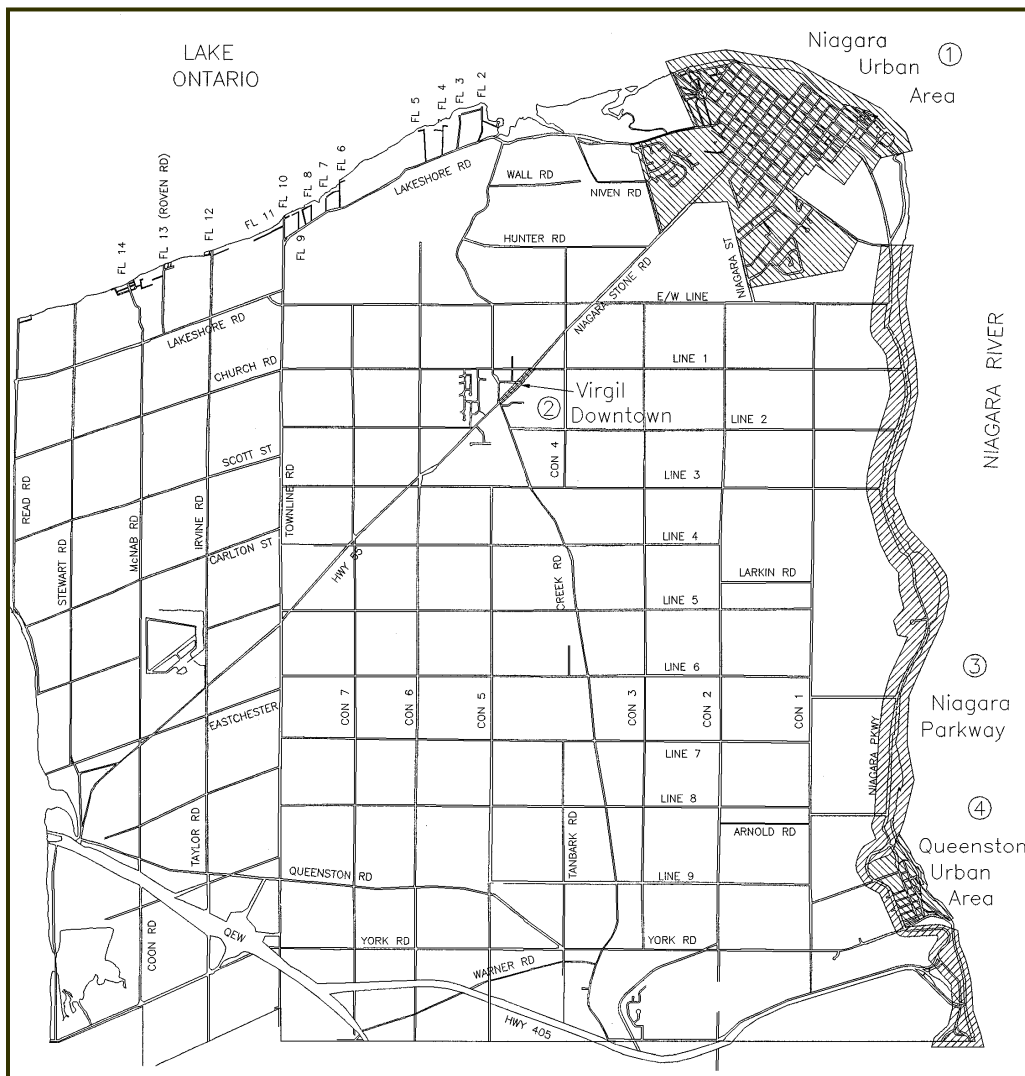 LAKE
ONTARIO
Niagara
Urban
Area
1
FL 2
FL 3
FL 4
FL 5
FL 6
FL 7
FL 8
FL 9
FL 10
FL 11
FL 12
FL 13 (ROVEN RD)
FL 14
LAKESHORE RD
WALL RD
NIVEN RD
HUNTER RD
NIAGARA STONE RD
NIAGARA ST
E/W LINE
LAKESHORE RD
CHURCH RD
LINE 1
Virgil
Downtown
2
LINE 2
NIAGARA RIVER
SCOTT ST
CON 4
LINE 3
READ RD
STEWART RD
McNAB RD
IRVINE RD
TOWNLINE RD
CARLTON ST
HWY 55
LINE 4
CREEK RD
LARKIN RD
LINE 5
LINE 6
EASTCHESTER
CON 7
CON 6
CON 5
CON 3
CON 2
CON 1
3
Niagara
Parkway
NIAGARA PKWY
LINE 7
LINE 8
4
Queenston
Urban
Area
TAYLOR RD
TANBARK RD
ARNOLD RD
QUEENSTON RD
LINE 9
COON RD
QEW
YORK RD
YORK RD
WARNER RD
HWY 405